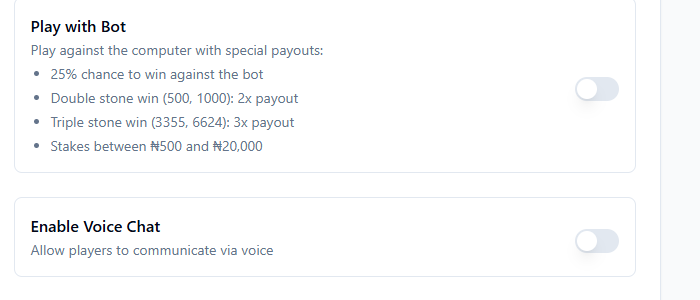 Play with Bot
Play against the computer with special payouts:
• 25% chance to win against the bot
• Double stone win (500, 1000): 2x payout
• Triple stone win (3355, 6624): 3x payout
• Stakes between ₦500 and ₦20,000
Enable Voice Chat
Allow players to communicate via voice